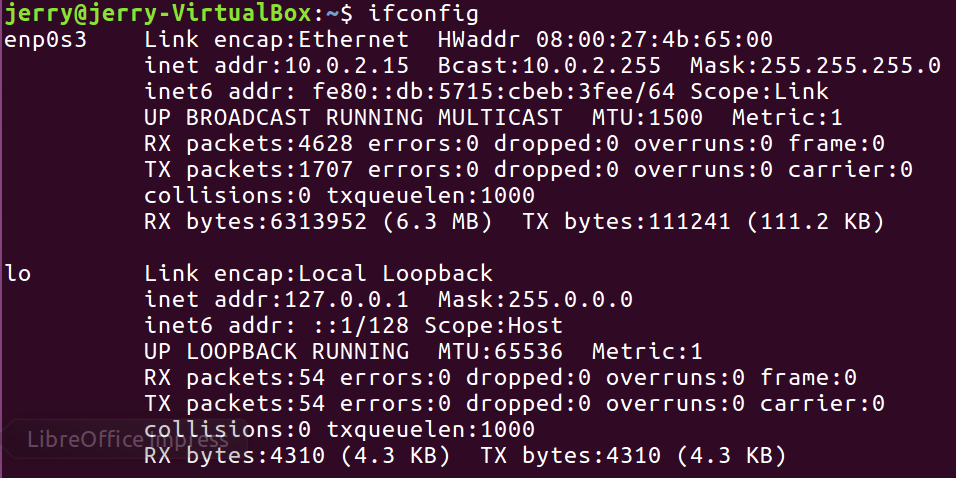 jerry@jerry-VirtualBox:~$ ifconfig
enp0s3    Link encap:Ethernet  HWaddr 08:00:27:4b:65:00
          inet addr:10.0.2.15  Bcast:10.0.2.255  Mask:255.255.255.0
          inet6 addr: fe80::db:5715:cbeb:3fee/64 Scope:Link
          UP BROADCAST RUNNING MULTICAST  MTU:1500  Metric:1
          RX packets:4628 errors:0 dropped:0 overruns:0 frame:0
          TX packets:1707 errors:0 dropped:0 overruns:0 carrier:0
          collisions:0 txqueuelen:1000
          RX bytes:6313952 (6.3 MB)  TX bytes:111241 (111.2 KB)

lo        Link encap:Local Loopback
          inet addr:127.0.0.1  Mask:255.0.0.0
          inet6 addr: ::1/128 Scope:Host
          UP LOOPBACK RUNNING  MTU:65536  Metric:1
          RX packets:54 errors:0 dropped:0 overruns:0 frame:0
          TX packets:54 errors:0 dropped:0 overruns:0 carrier:0
          collisions:0 txqueuelen:1000
LibreOffice Impress
          RX bytes:4310 (4.3 KB)  TX bytes:4310 (4.3 KB)